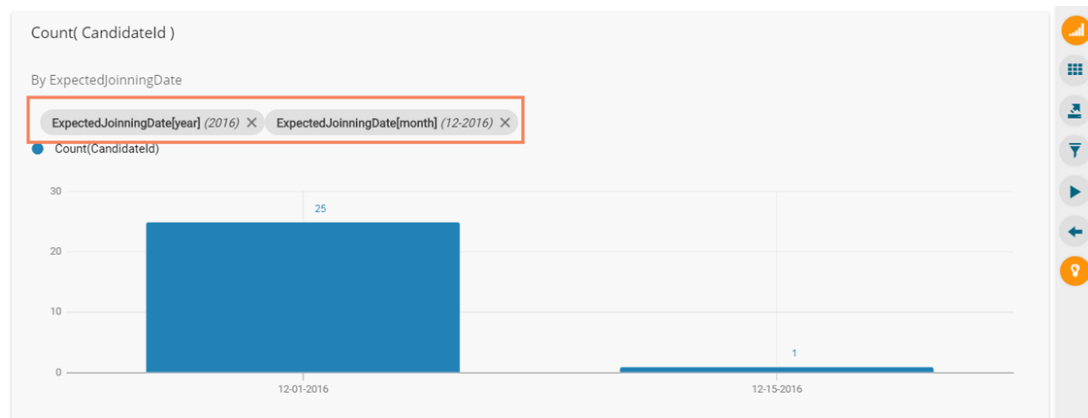 Count( CandidateId )
By ExpectedJoinningDate
ExpectedJoinningDate[year] (2016) ✕ ExpectedJoinningDate[month] (12-2016) ✕
Count(CandidateId)
30
25
20
10
1
0
12-01-2016 12-15-2016